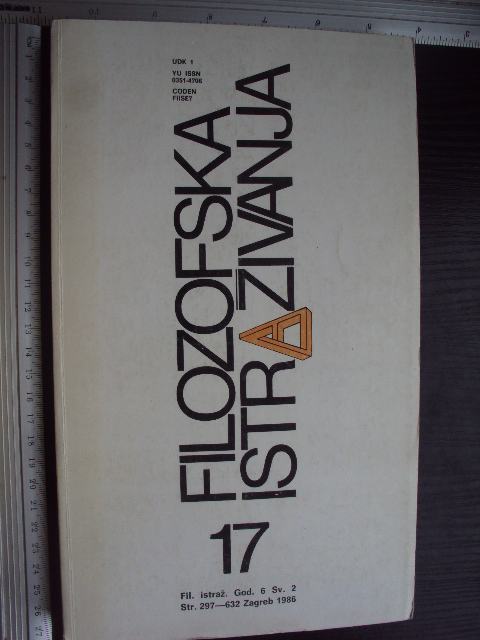 UDK 1
YU ISSN
0351-4706
CODEN
FIISE7
FILOZOFSKA
ISTRAŽIVANJA
17
Fil. istraž. God. 6 Sv. 2
Str. 297—632 Zagreb 1986